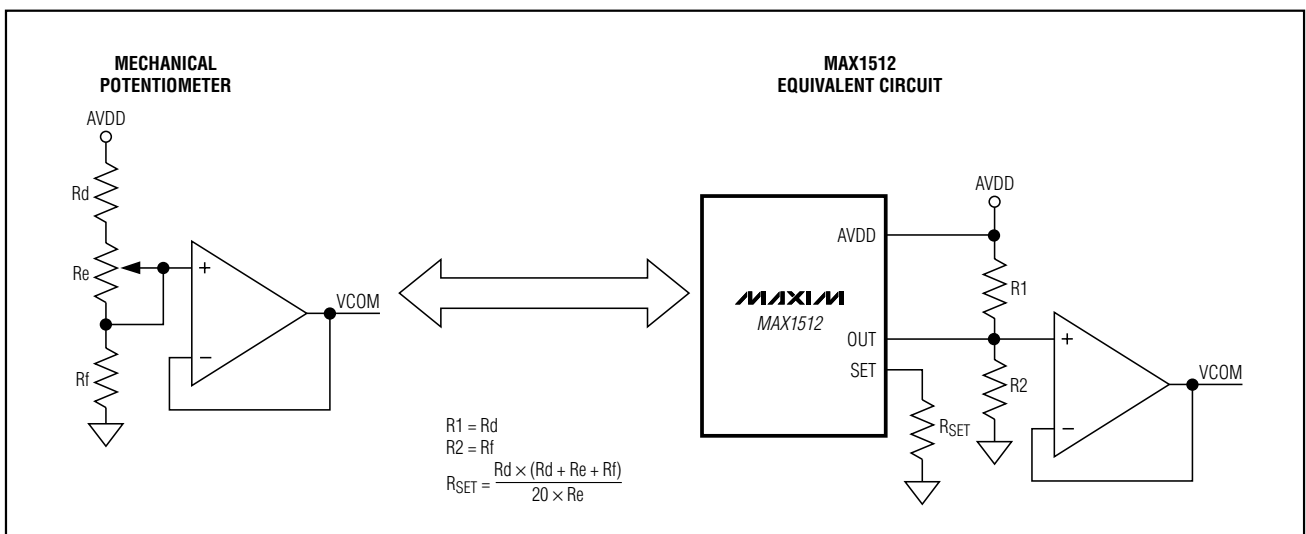 MECHANICAL
POTENTIOMETER
AVDD
Rd
Re
Rf
+
−
VCOM
R1 = Rd
R2 = Rf
RSET = Rd × (Rd + Re + Rf)
20 × Re
MAX1512
EQUIVALENT CIRCUIT
AVDD
AVDD
MAXIM
MAX1512
OUT
SET
R1
R2
RSET
+
−
VCOM